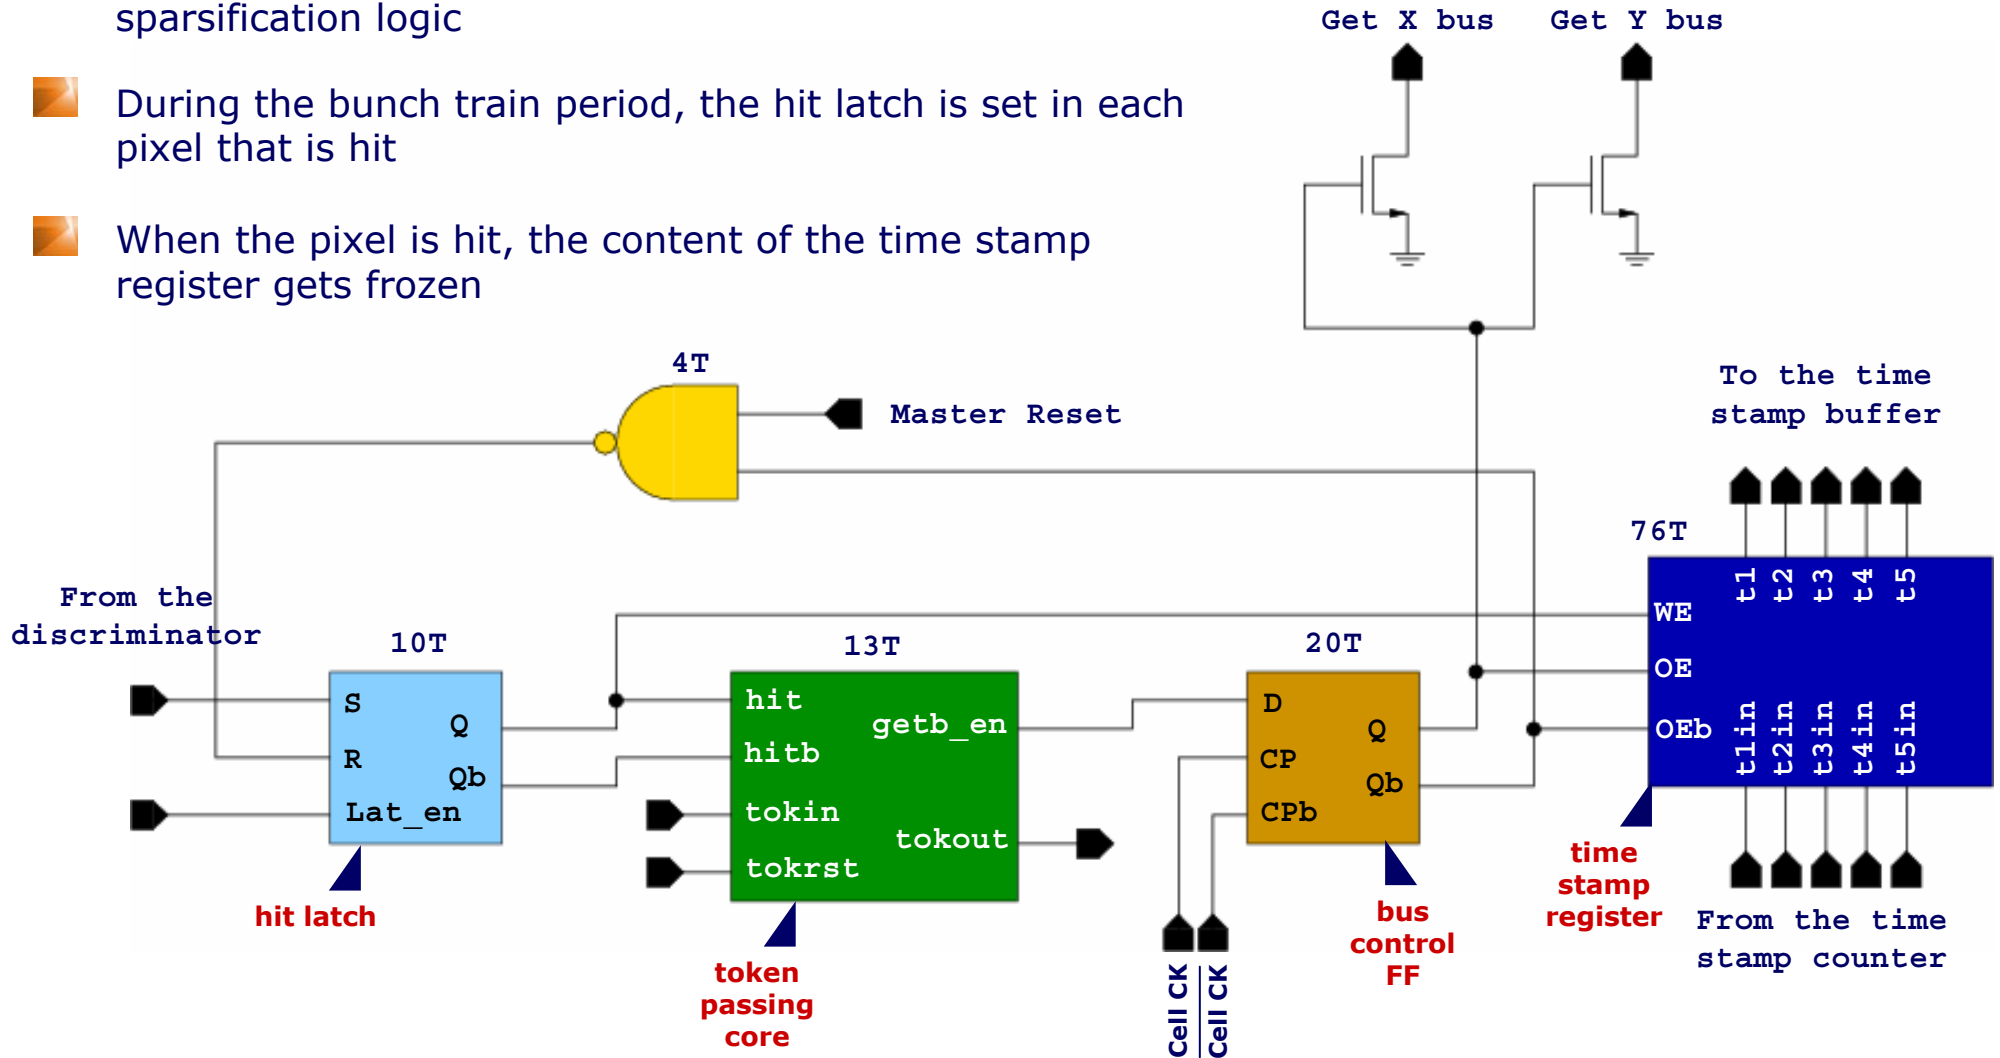 sparsification logic
Get X bus
Get Y bus
During the bunch train period, the hit latch is set in each
pixel that is hit
When the pixel is hit, the content of the time stamp
register gets frozen
4T
Master Reset
To the time
stamp buffer
76T
t1
t2
t3
t4
t5
WE
OE
OEb
t1in
t2in
t3in
t4in
t5in
From the
discriminator
10T
S
R
Lat_en
Q
Qb
13T
hit
hitb
tokin
tokrst
getb_en
tokout
20T
D
CP
CPb
Q
Qb
hit latch
token
passing
core
Cell CK
Cell CK
bus
control
FF
time
stamp
register
From the time
stamp counter